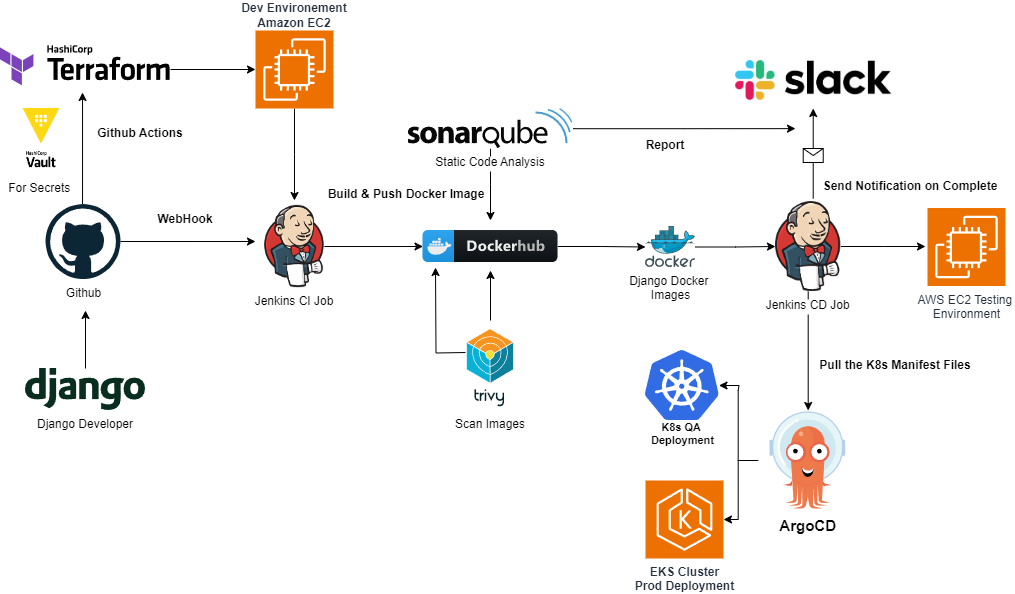 Dev Environement
Amazon EC2
HashiCorp
Terraform
slack
Github Actions
HashiCorp
Vault
For Secrets
sonarqube
Static Code Analysis
Report
Build & Push Docker Image
Send Notification on Complete
WebHook
Github
Jenkins CI Job
Dockerhub
docker
Django Docker
Images
Jenkins CD Job
AWS EC2 Testing
Environment
django
Django Developer
trivy
Scan Images
Pull the K8s Manifest Files
K8s QA
Deployment
K
EKS Cluster
Prod Deployment
ArgoCD